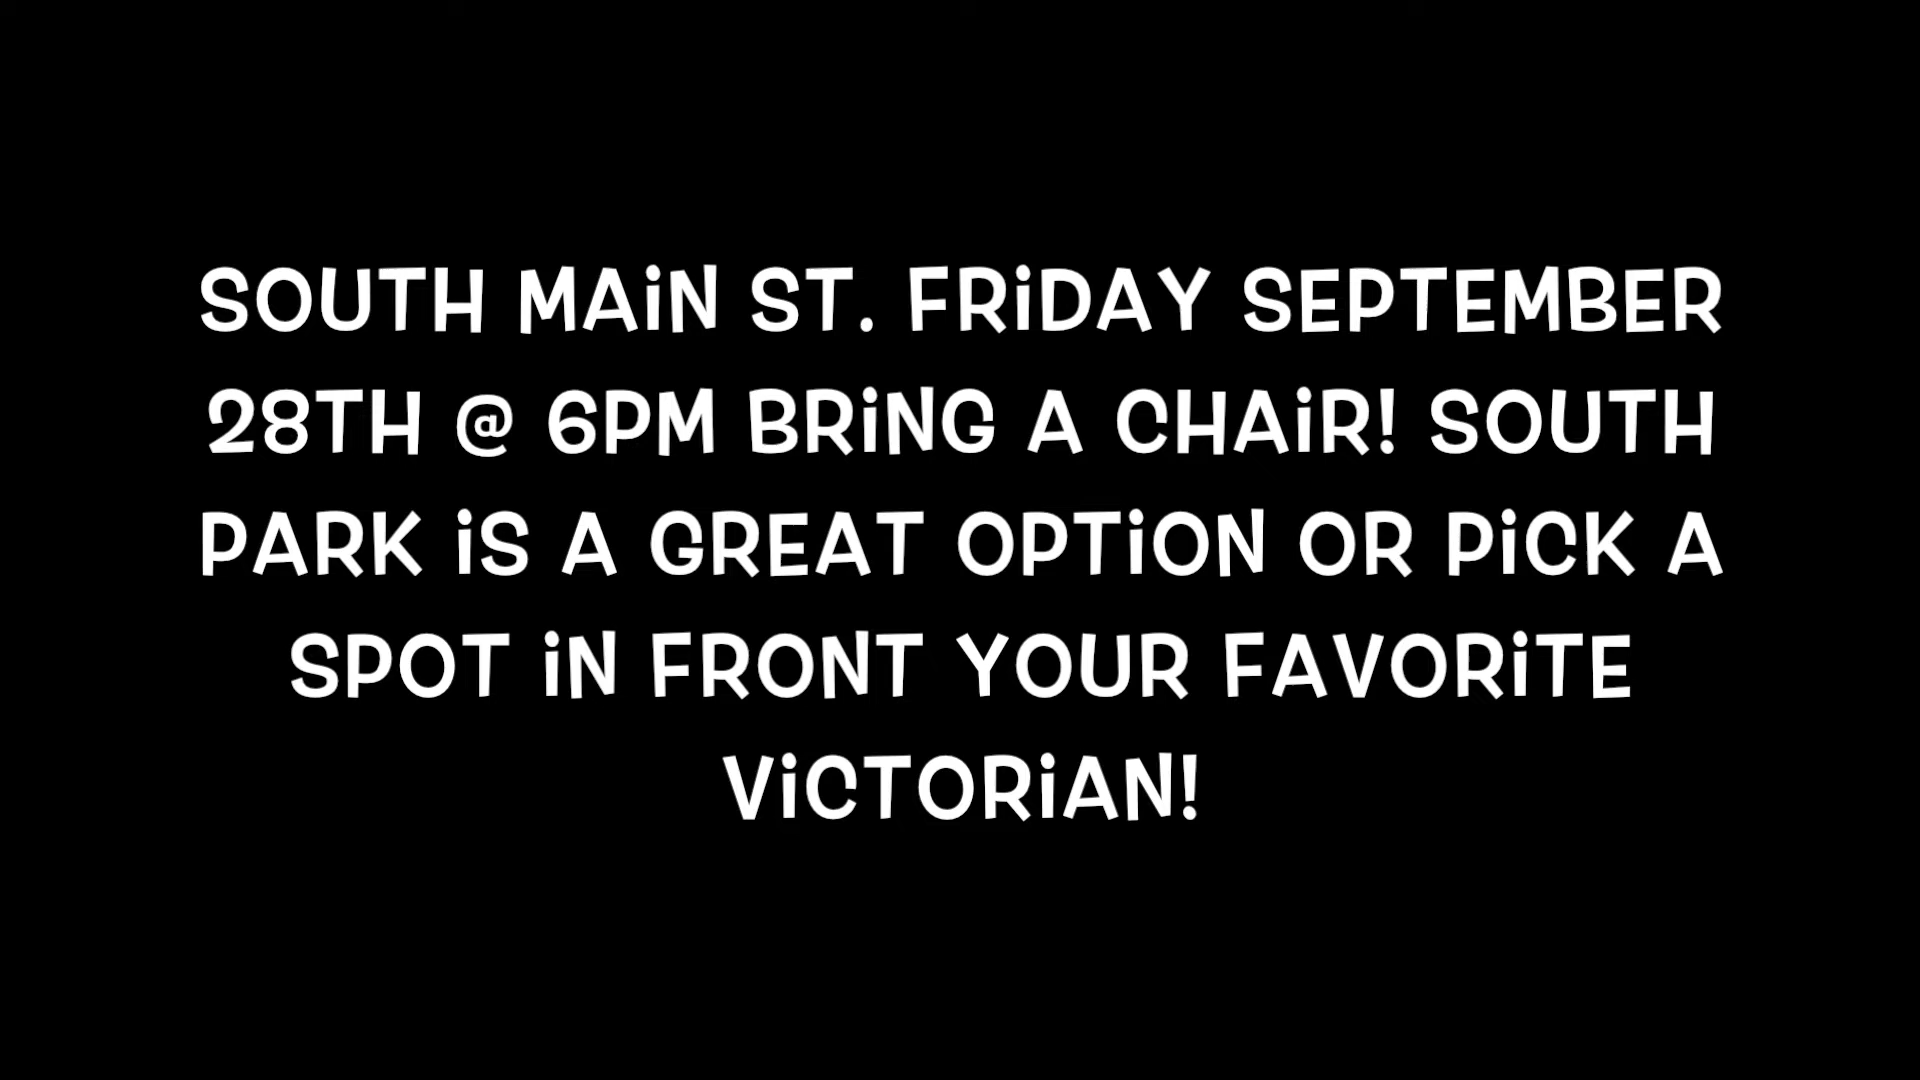 SOUTH MAiN ST. FRiDAY SEPTEMBER
28TH @ 6PM BRiNG A CHAiR! SOUTH
PARK iS A GREAT OPTiON OR PiCK A
SPOT iN FRONT YOUR FAVORiTE
ViCTORiAN!